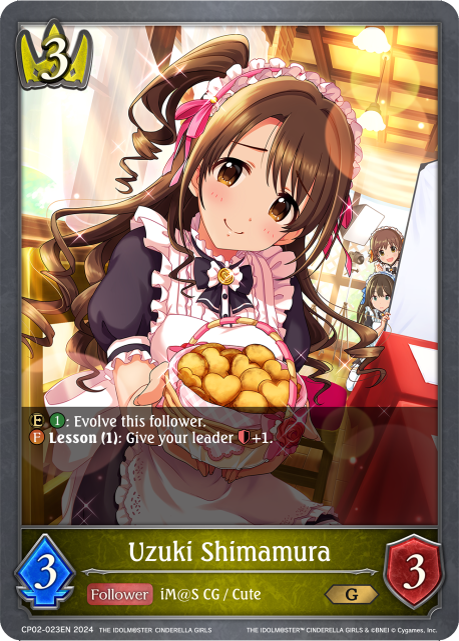 3
E 1: Evolve this follower.
F Lesson (1): Give your leader +1.
Uzuki Shimamura
3
Follower iM@S CG / Cute
G
3
CP02-023EN 2024 THE IDOLM@STER CINDERELLA GIRLS THE IDOLM@STER™ CINDERELLA GIRLS & ©BNEI © Cygames, Inc.